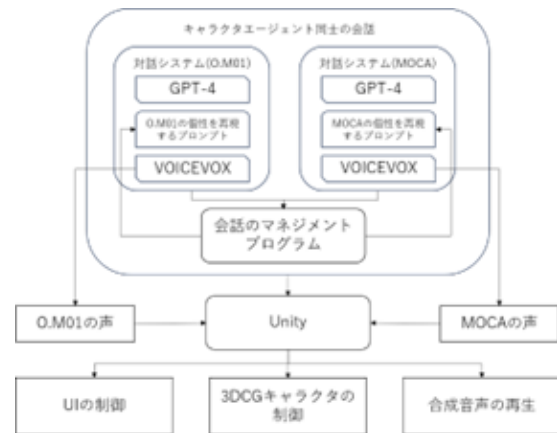 キャラクタエージェント同士の会話
対話システム(O.M01)
GPT-4
O.M01の個性を再現
するプロンプト
VOICEVOX
対話システム(MOCA)
GPT-4
MOCAの個性を再現
するプロンプト
VOICEVOX
会話のマネジメント
プログラム
O.M01の声
Unity
MOCAの声
UIの制御
3DCGキャラクタの
制御
合成音声の再生